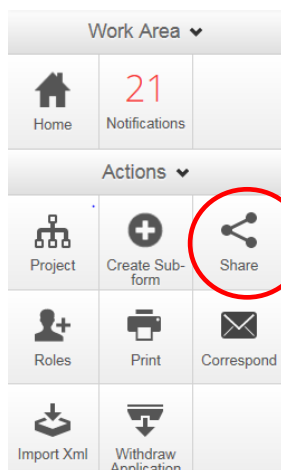 Work Area
21
Home
Notifications
Actions
Project
Create Sub-
form
Share
Roles
Print
Correspond
Import Xml
Withdraw
Application